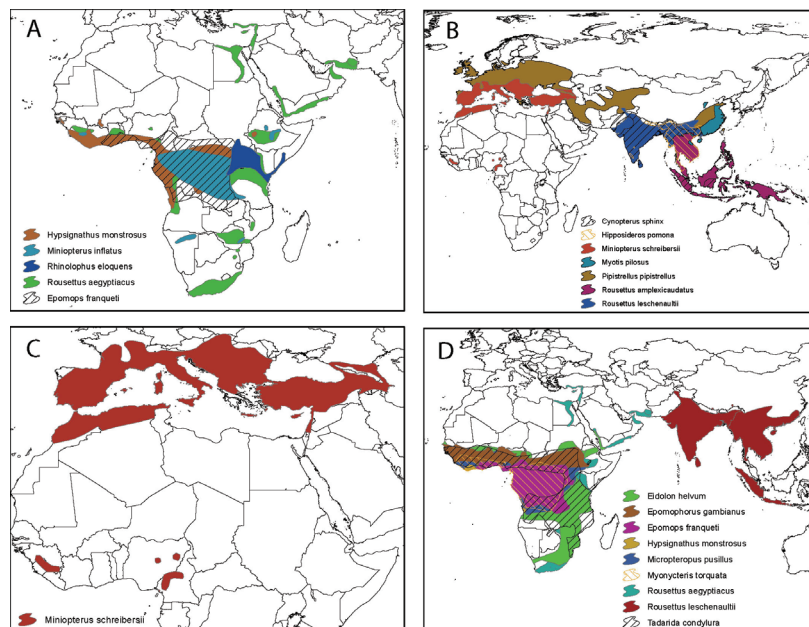 A
Hypsignathus monstrosus
Miniopterus inflatus
Rhinolophus eloquens
Rousettus aegyptiacus
Epomops franqueti
B
Cynopterus sphinx
Hipposideros pomona
Miniopterus schreibersii
Myotis pilosus
Pipistrellus pipistrellus
Rousettus amplexicaudatus
Rousettus leschenaultii
C
Miniopterus schreibersii
D
Eidolon helvum
Epomophorus gambianus
Epomops franqueti
Hypsignathus monstrosus
Micropteropus pusillus
Myonycteris torquata
Rousettus aegyptiacus
Rousettus leschenaultii
Tadarida condylura